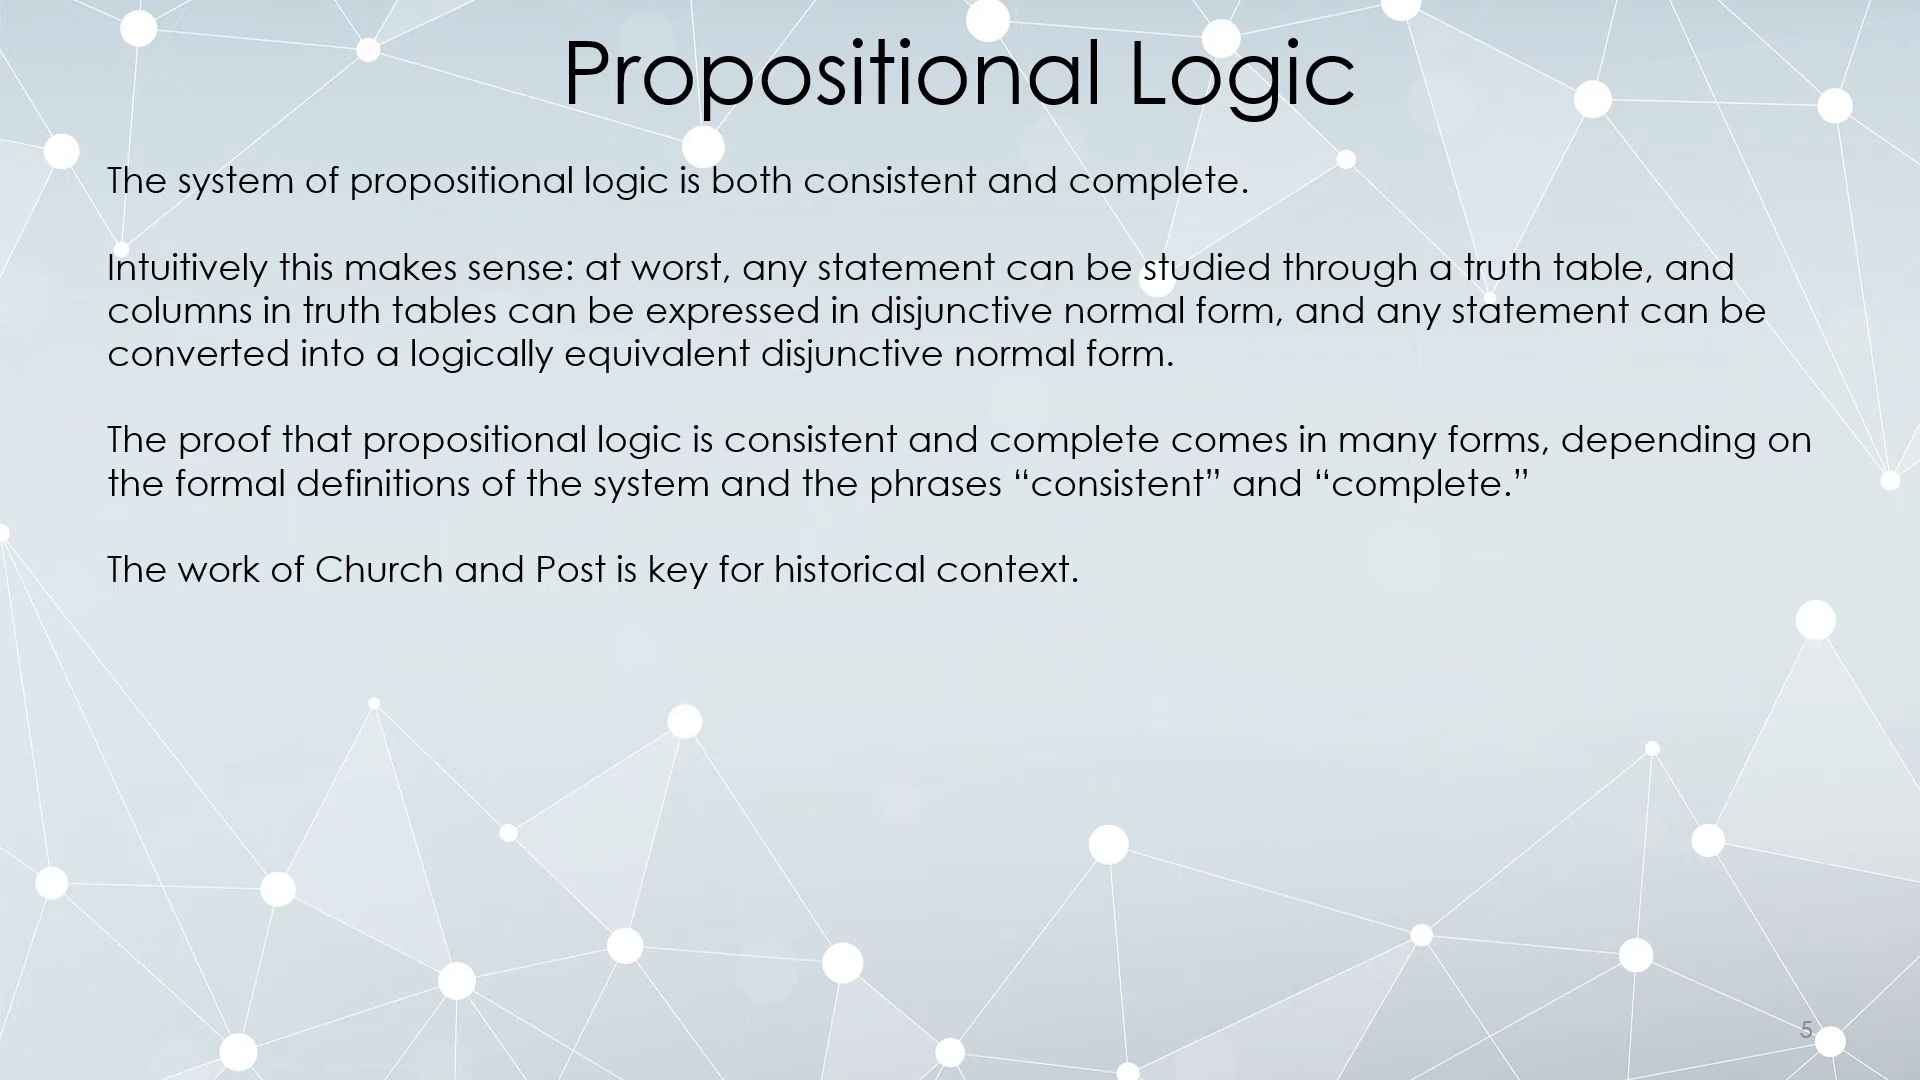 Propositional Logic
The system of propositional logic is both consistent and complete.
Intuitively this makes sense: at worst, any statement can be studied through a truth table, and
columns in truth tables can be expressed in disjunctive normal form, and any statement can be
converted into a logically equivalent disjunctive normal form.
The proof that propositional logic is consistent and complete comes in many forms, depending on
the formal definitions of the system and the phrases “consistent” and “complete.”
The work of Church and Post is key for historical context.
5